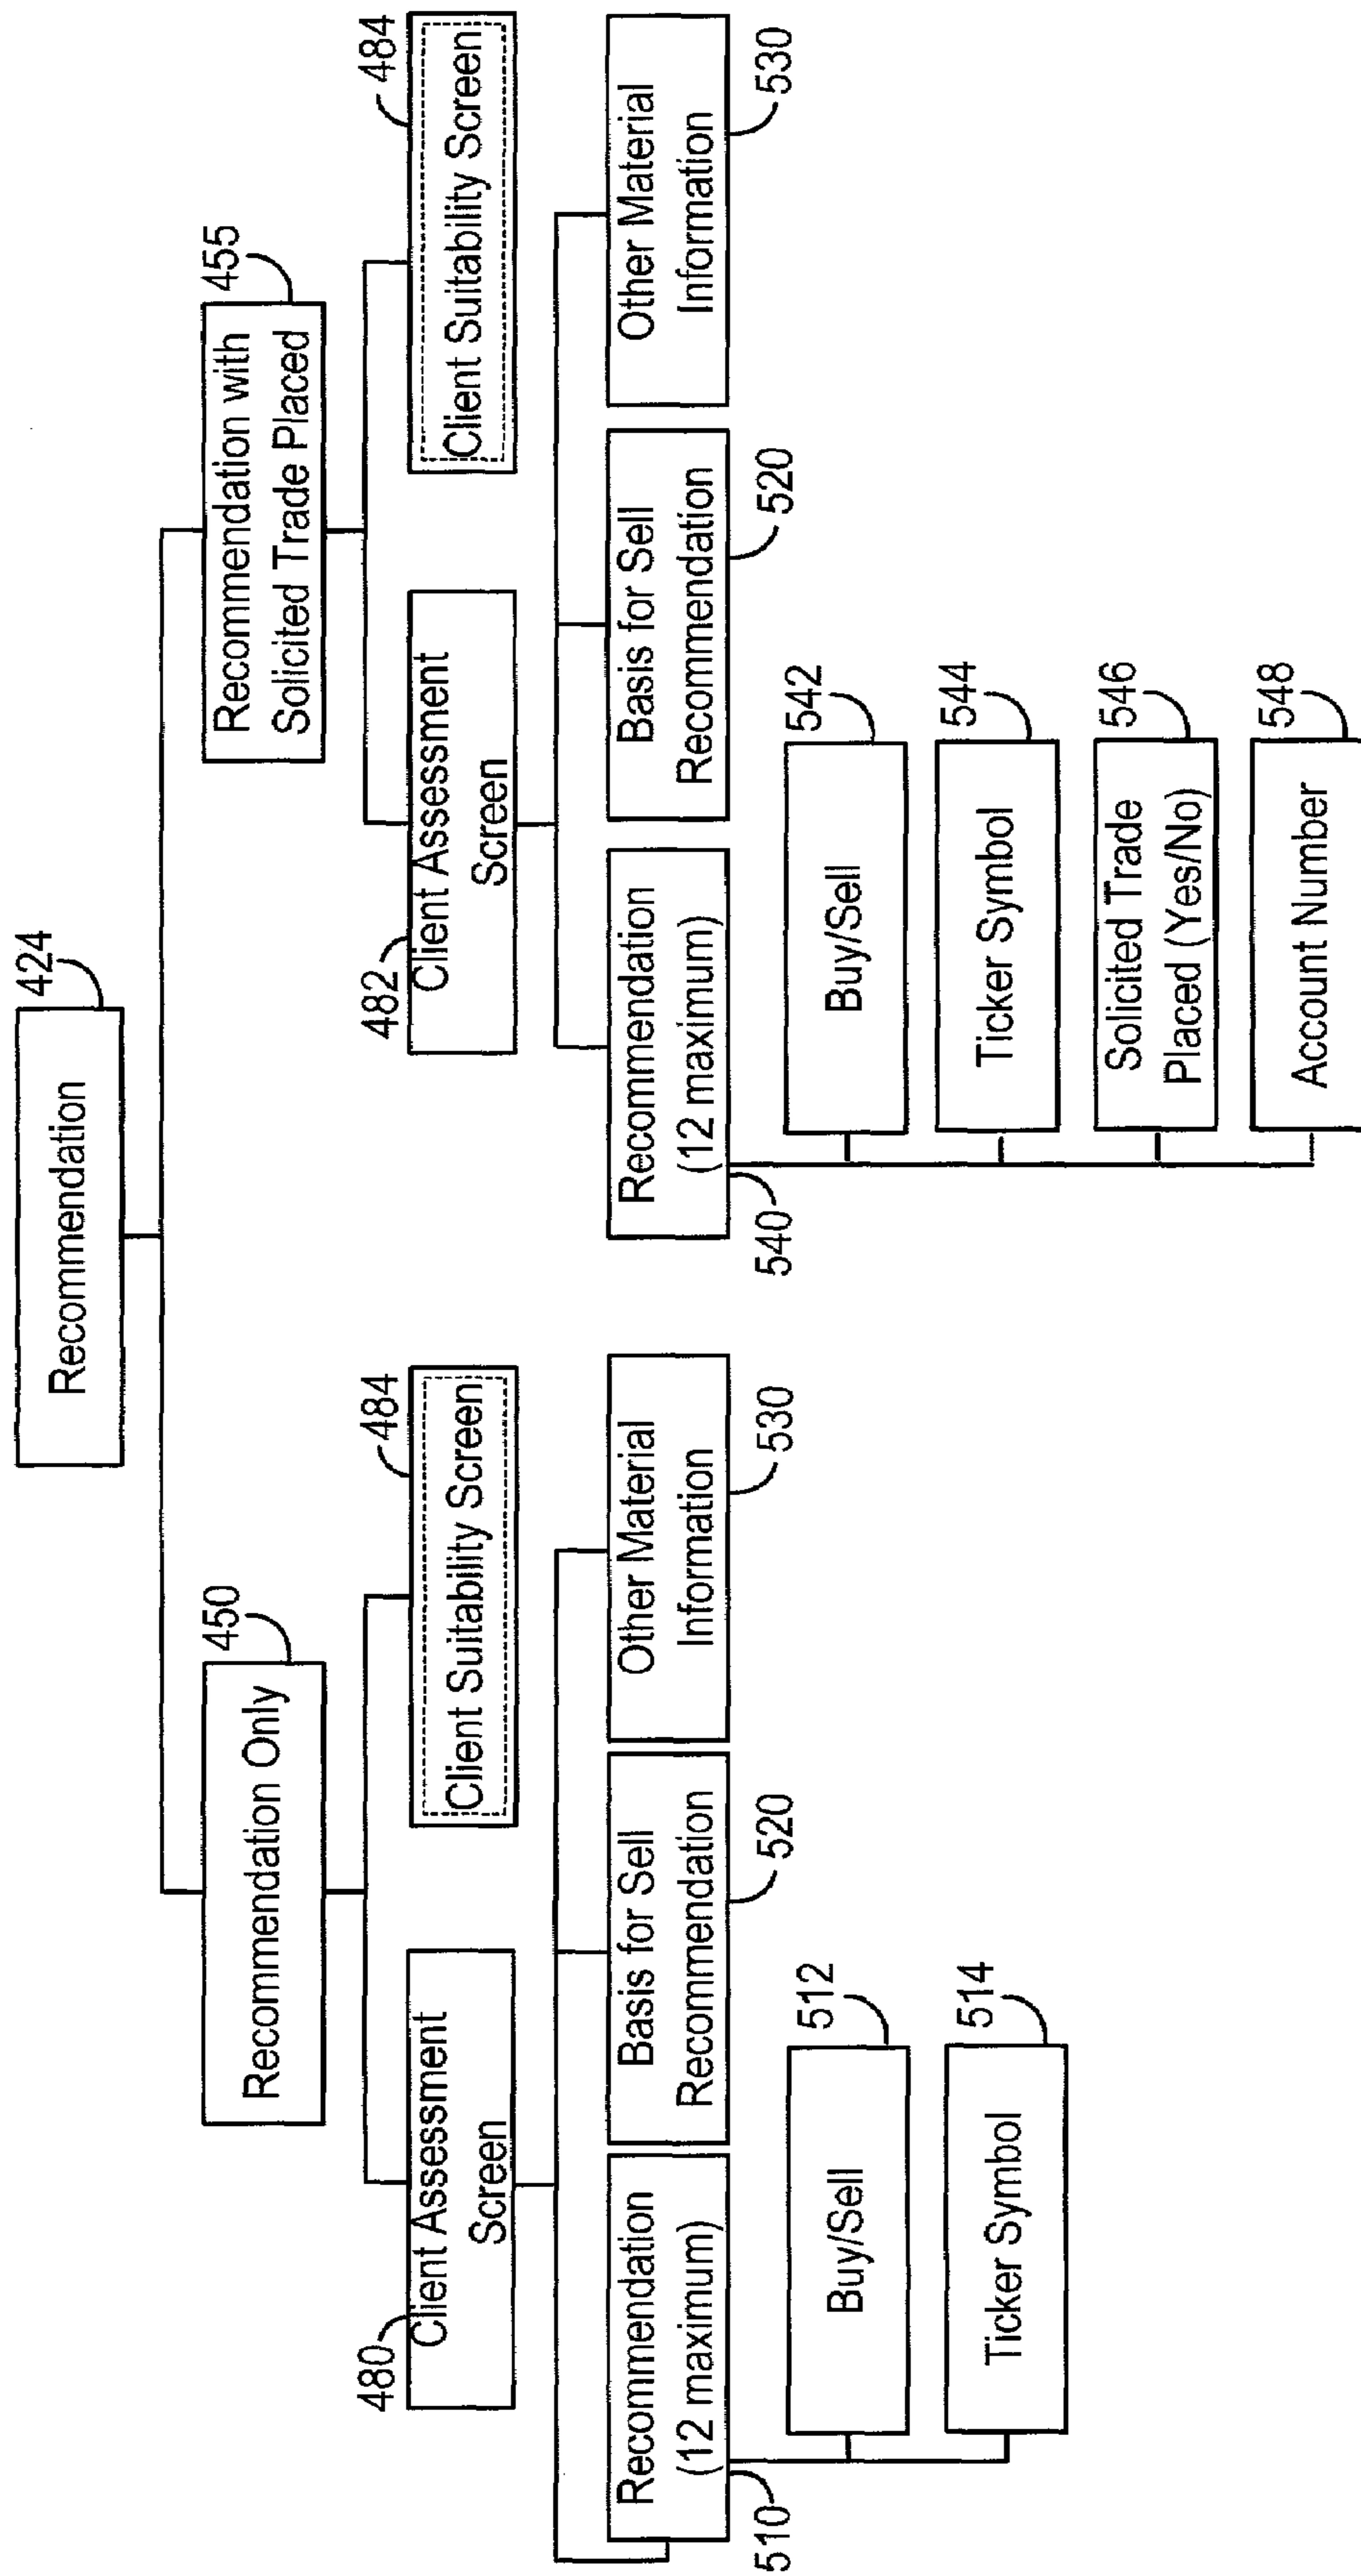 Recommendation
424
Recommendation Only
450
Recommendation with
Solicited Trade Placed
455
480
Client Assessment
Screen
Client Suitability Screen
484
482
Client Assessment
Screen
Client Suitability Screen
484
Recommendation
(12 maximum)
510
Basis for Sell
Recommendation
520
Other Material
Information
530
Recommendation
(12 maximum)
540
Basis for Sell
Recommendation
520
Other Material
Information
530
Buy/Sell
512
Ticker Symbol
514
Buy/Sell
542
Ticker Symbol
544
Solicited Trade
Placed (Yes/No)
546
Account Number
548